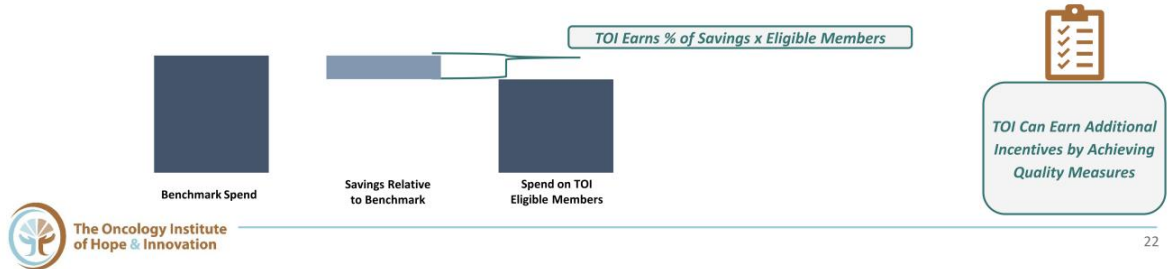 TOI Earns % of Savings x Eligible Members
TOI Can Earn Additional
Incentives by Achieving
Quality Measures
Benchmark Spend
Savings Relative
to Benchmark
Spend on TOI
Eligible Members
The Oncology Institute
of Hope & Innovation
22